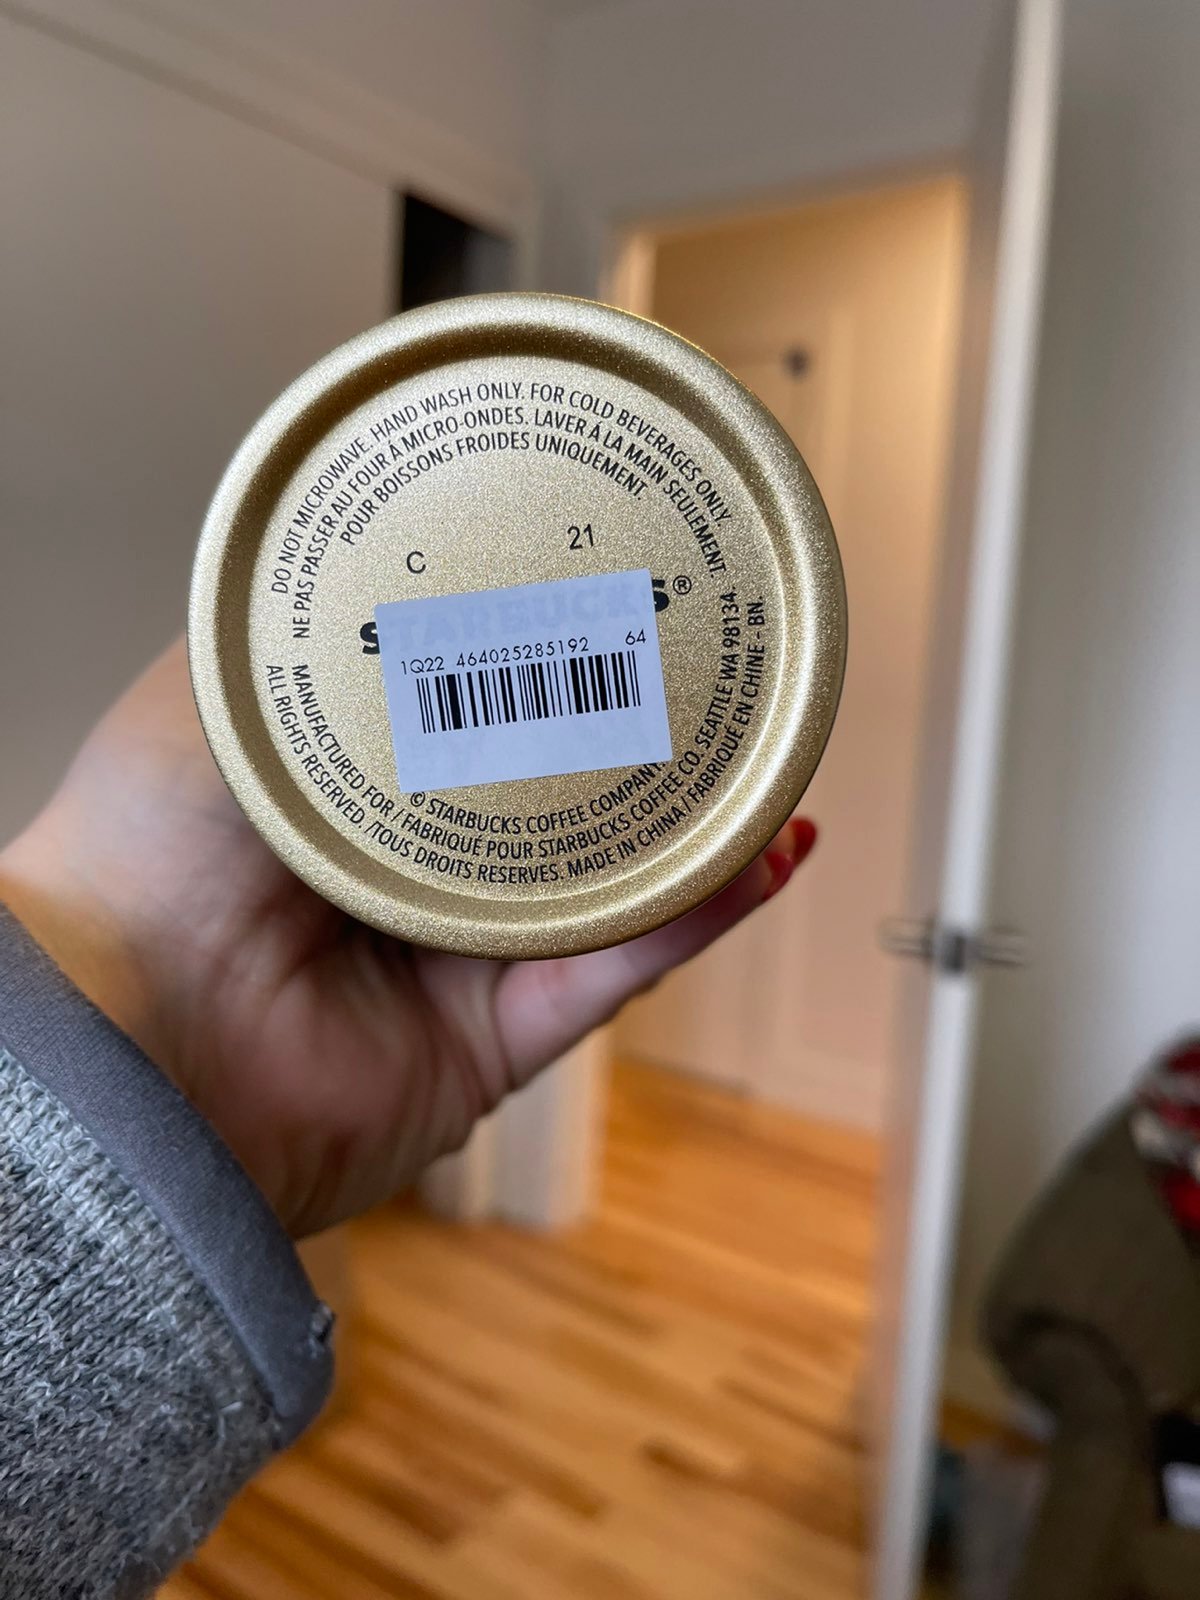 DO NOT MICROWAVE. HAND WASH ONLY. FOR COLD BEVERAGES ONLY.
NE PAS PASSER AU FOUR À MICRO-ONDES. LAVER À LA MAIN SEULEMENT.
POUR BOISSONS FROIDES UNIQUEMENT.
C 21
STARBUCKS®
1Q22 464025285192 64
© STARBUCKS COFFEE COMPANY.
MANUFACTURED FOR / FABRIQUÉ POUR STARBUCKS COFFEE CO. SEATTLE WA 98134.
ALL RIGHTS RESERVED. /TOUS DROITS RESERVES. MADE IN CHINA / FABRIQUÉ EN CHINE - BN.